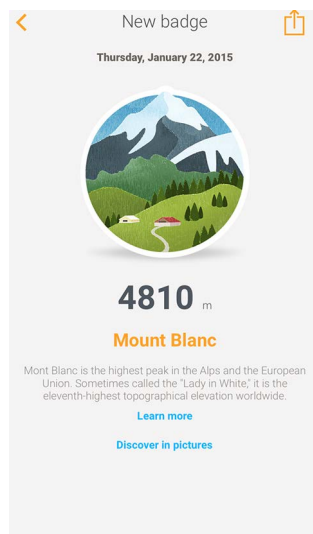 New badge
Thursday, January 22, 2015
4810 m
Mount Blanc
Mont Blanc is the highest peak in the Alps and the European
Union. Sometimes called the "Lady in White," it is the
eleventh-highest topographical elevation worldwide.
Learn more
Discover in pictures